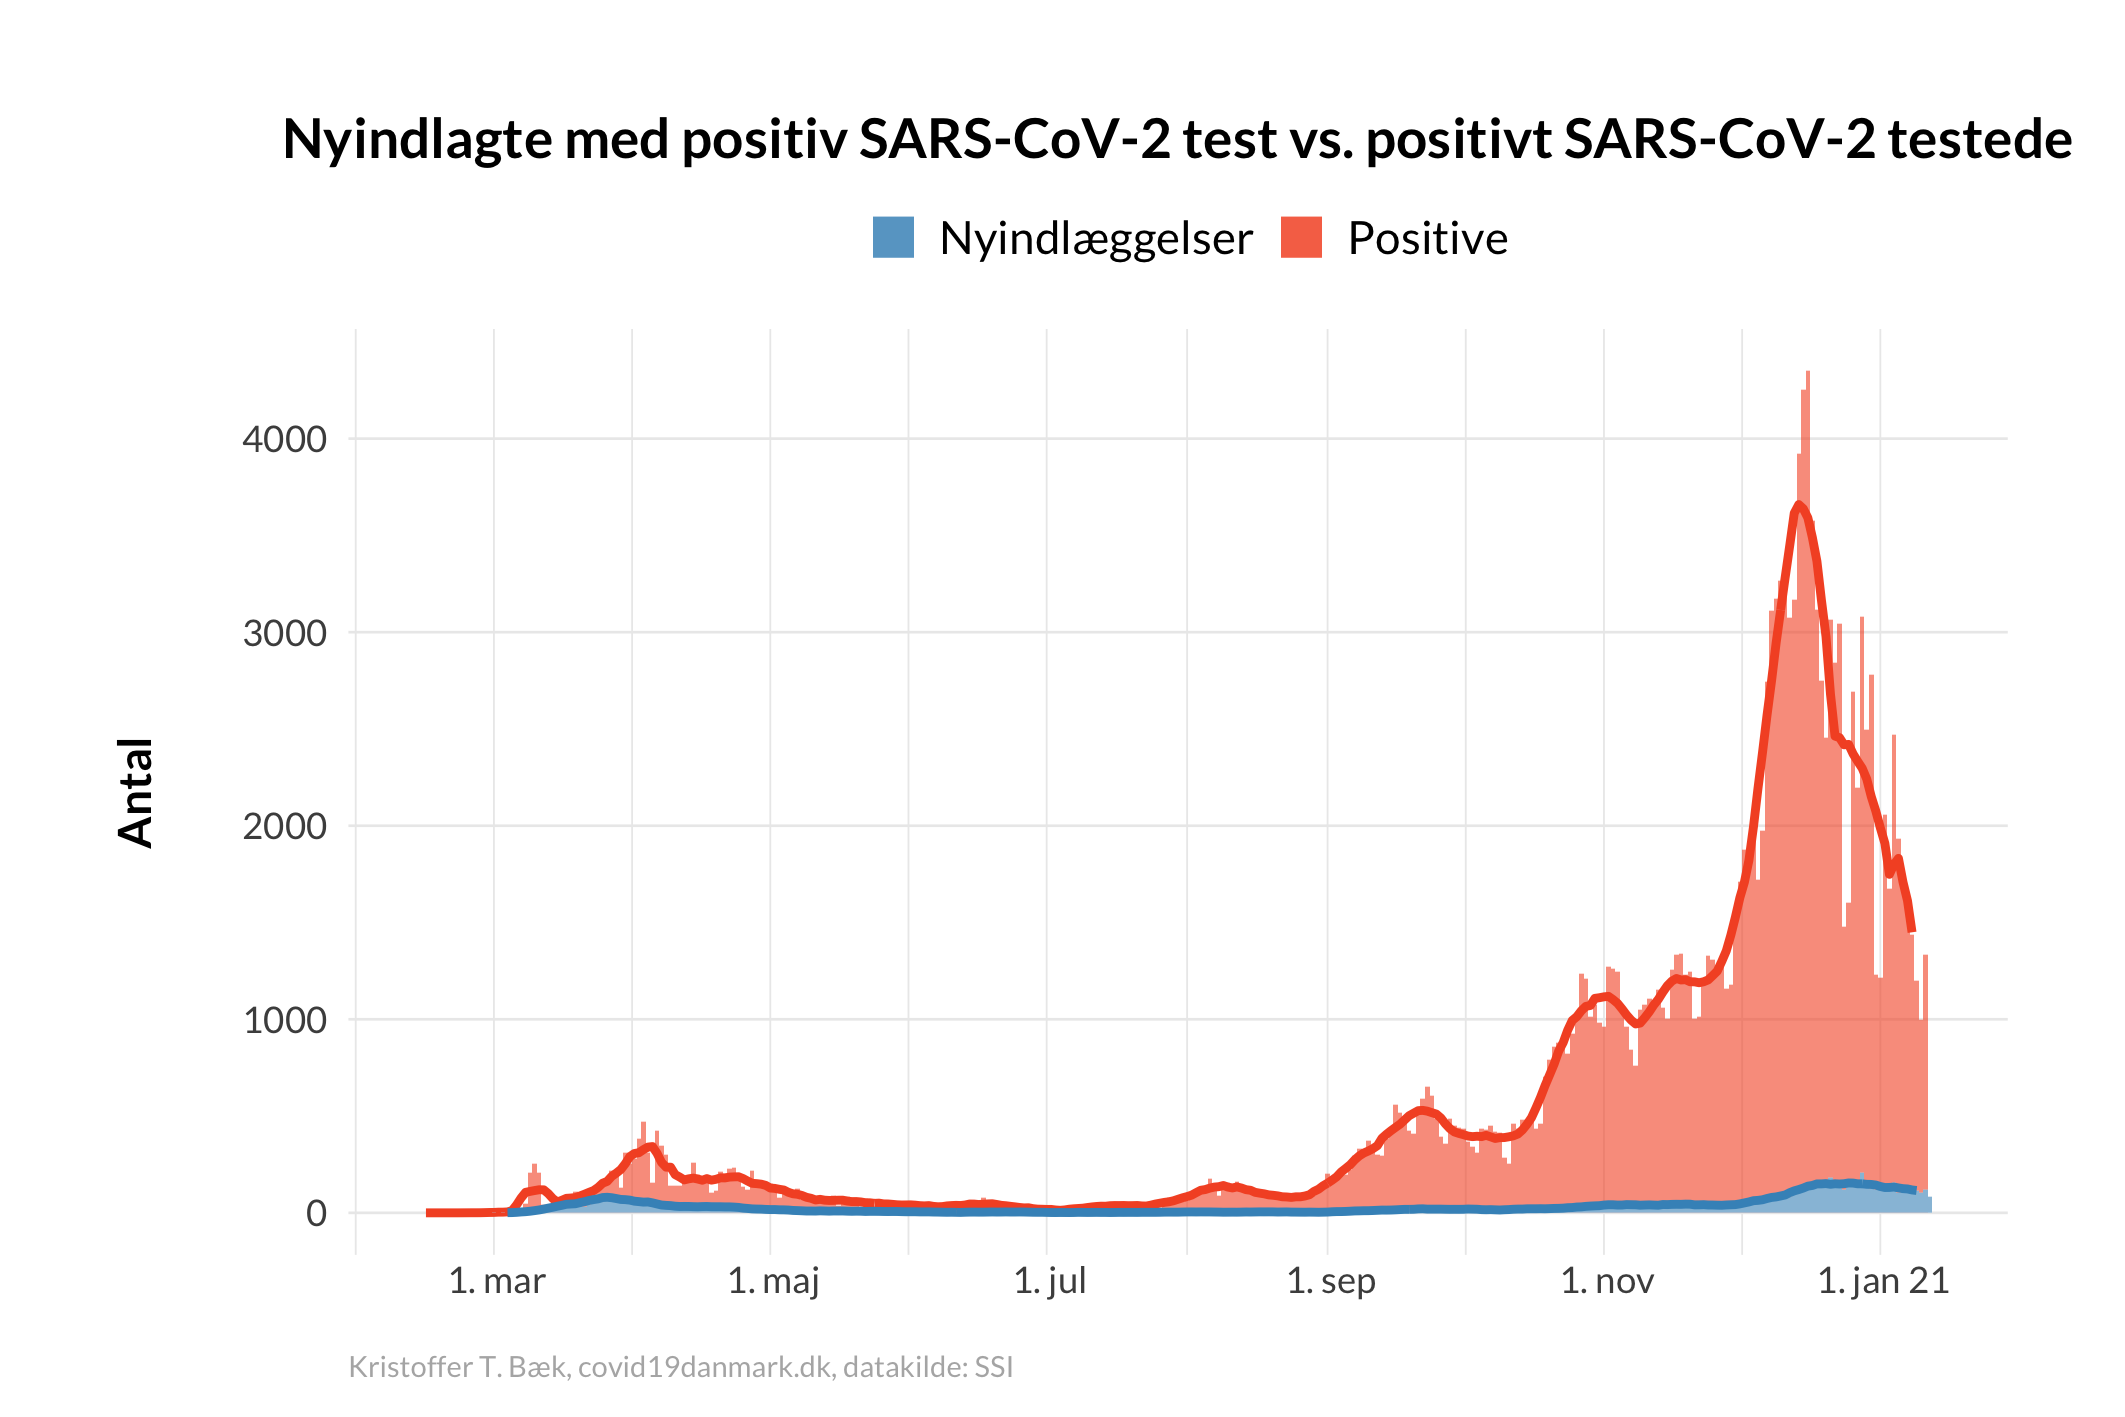 Nyindlagte med positiv SARS-CoV-2 test vs. positivt SARS-CoV-2 testede
Nyindlæggelser Positive
Antal
4000
3000
2000
1000
0
1. mar 1. maj 1. jul 1. sep 1. nov 1. jan 21
Kristoffer T. Bæk, covid19danmark.dk, datakilde: SSI